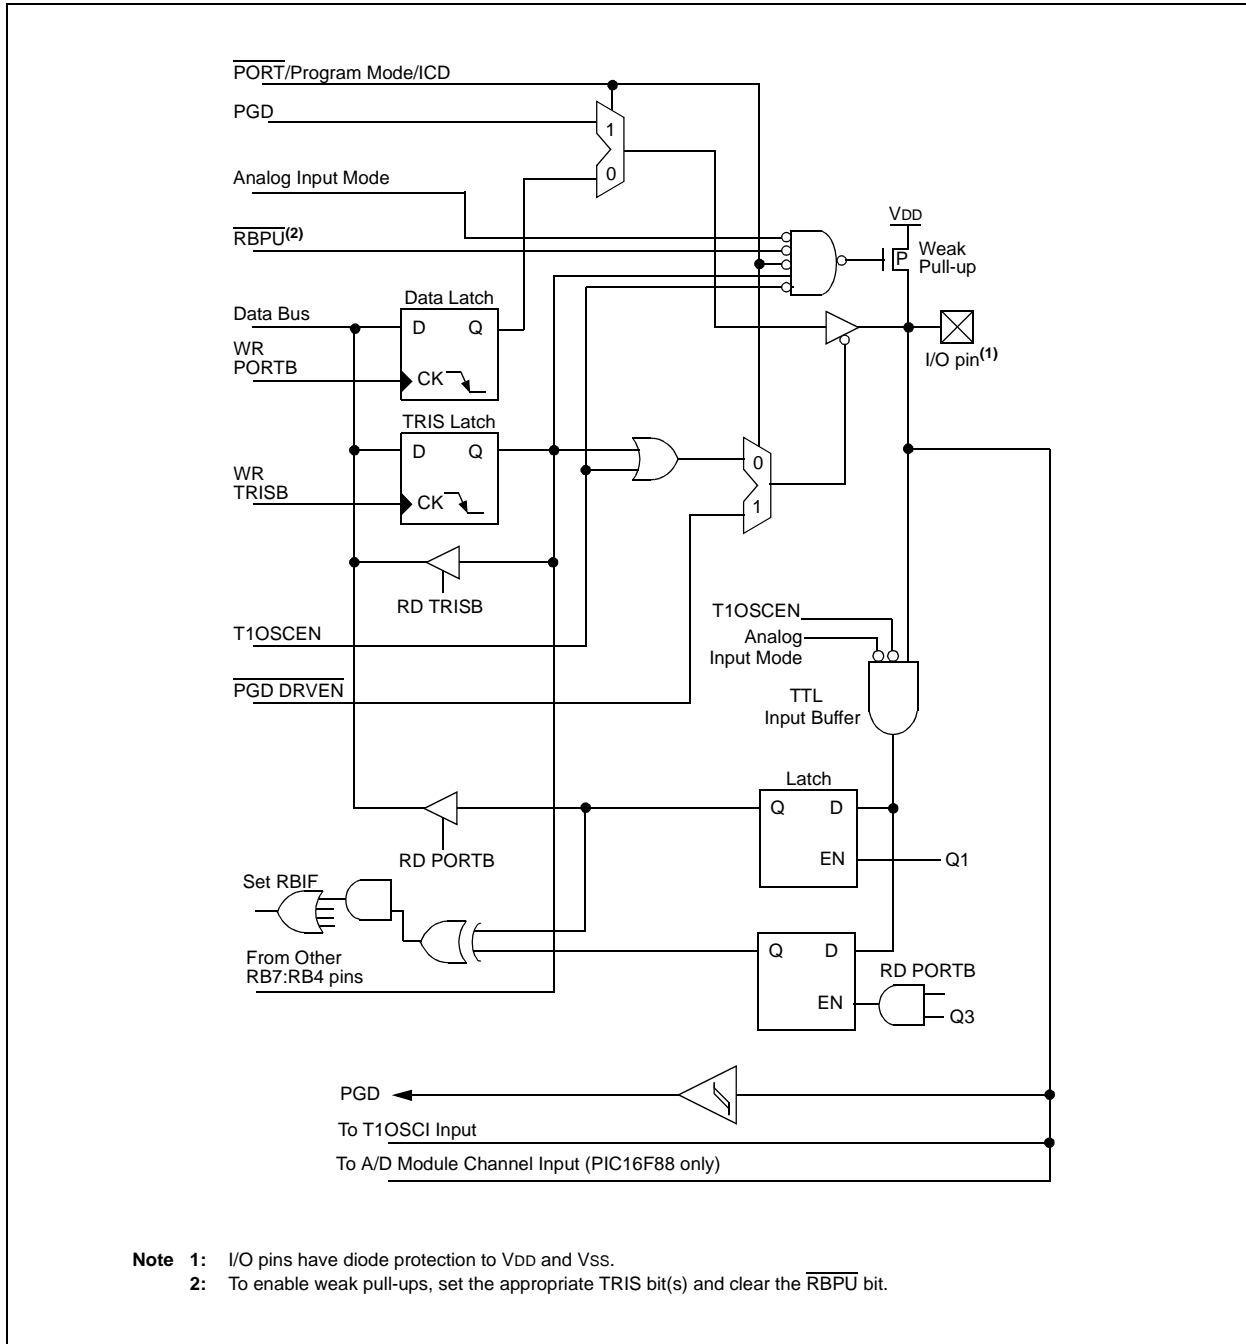 PORT/Program Mode/ICD
PGD
1
0
Analog Input Mode
VDD
RBPU(2)
Weak
Pull-up
P
Data Latch
Data Bus
D Q
WR
PORTB
CK
I/O pin(1)
TRIS Latch
D Q
0
WR
TRISB
CK
1
RD TRISB
T1OSCEN
T1OSCEN
Analog
Input Mode
PGD DRVEN
TTL
Input Buffer
Latch
Q D
EN
Q1
RD PORTB
Set RBIF
Q D
From Other
RB7:RB4 pins
RD PORTB
EN
Q3
PGD
To T1OSCI Input
To A/D Module Channel Input (PIC16F88 only)
Note 1: I/O pins have diode protection to VDD and VSS.
2: To enable weak pull-ups, set the appropriate TRIS bit(s) and clear the RBPU bit.